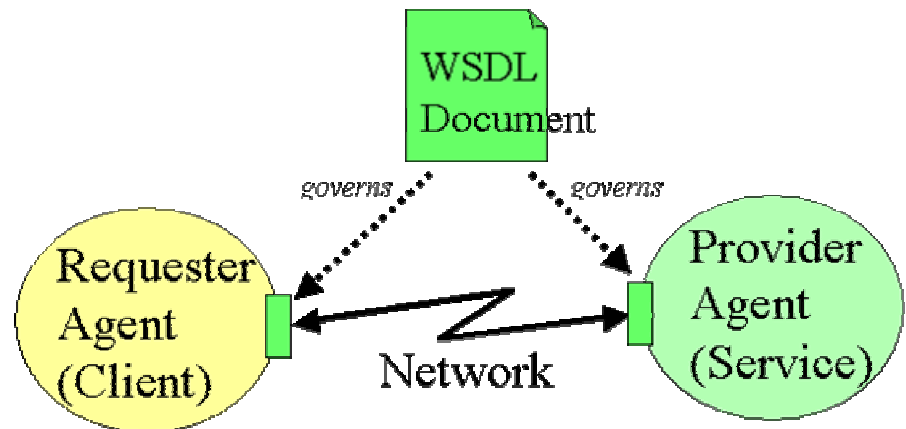 WSDL
Document
governs
governs
Requester
Agent
(Client)
Network
Provider
Agent
(Service)